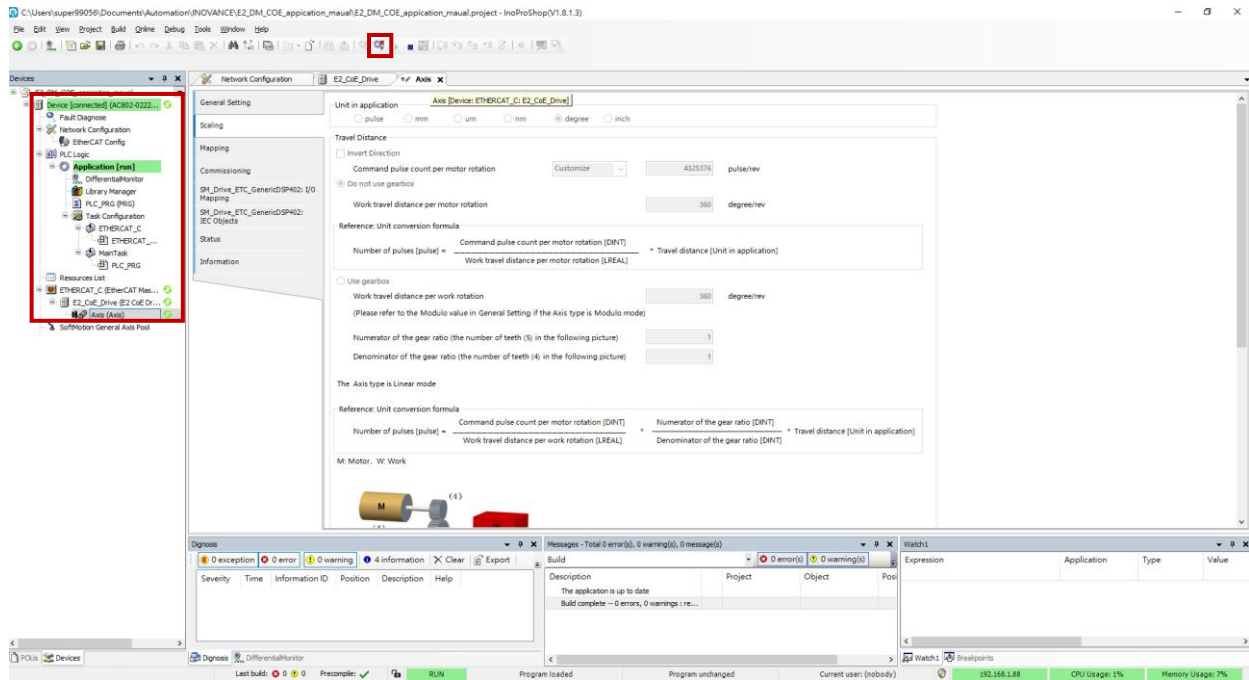 C:\Users\super99056\Documents\Automation\INOVANCE\E2_DM_COE_appication_maual\E2_DM_COE_appication_maual.project - InoProShop(V1.8.1.3)
File Edit View Project Build Online Debug Tools Window Help
Devices
Network Configuration E2_CoE_Drive Axis
Device [connected] (AC802-0222...
Fault Diagnose
Network Configuration
EtherCAT Config
PLC Logic
Application [run]
DifferentialMonitor
Library Manager
PLC_PRG (PRG)
Task Configuration
ETHERCAT_C
ETHERCAT_...
MainTask
PLC_PRG
Resources List
ETHERCAT_C (EtherCAT Mas...
E2_CoE_Drive (E2 CoE Dr...
Axis (Axis)
SoftMotion General Axis Pool
POUs Devices
General Setting
Scaling
Mapping
Commissioning
SM_Drive_ETC_GenericDSP402: I/O
Mapping
SM_Drive_ETC_GenericDSP402:
IEC Objects
Status
Information
Axis [Device: ETHERCAT_C: E2_CoE_Drive]
Unit in application
pulse mm um nm degree inch
Travel Distance
Invert Direction
Command pulse count per motor rotation Customize 4325376 pulse/rev
Do not use gearbox
Work travel distance per motor rotation 360 degree/rev
Reference: Unit conversion formula
Number of pulses [pulse] = Command pulse count per motor rotation [DINT] * Travel distance [Unit in application]
Work travel distance per motor rotation [LREAL]
Use gearbox
Work travel distance per work rotation 360 degree/rev
(Please refer to the Modulo value in General Setting if the Axis type is Modulo mode)
Numerator of the gear ratio (the number of teeth (5) in the following picture) 1
Denominator of the gear ratio (the number of teeth (4) in the following picture) 1
The Axis type is Linear mode
Reference: Unit conversion formula
Number of pulses [pulse] = Command pulse count per motor rotation [DINT] * Numerator of the gear ratio [DINT] * Travel distance [Unit in application]
Work travel distance per work rotation [LREAL] Denominator of the gear ratio [DINT]
M: Motor, W: Work
M
(4)
Dignosis
0 exception 0 error 0 warning 4 information Clear Export
Severity Time Information ID Position Description Help
Dignosis DifferentialMonitor
Messages - Total 0 error(s), 0 warning(s), 0 message(s)
Build 0 error(s) 0 warning(s)
Description Project Object Posi
The application is up to date
Build complete -- 0 errors, 0 warnings : re...
Watch1
Expression Application Type Value
Watch1 Breakpoints
Last build: 0 0 Precompile: RUN Program loaded Program unchanged Current user: (nobody) 192.168.1.88 CPU Usage: 1% Memory Usage: 7%